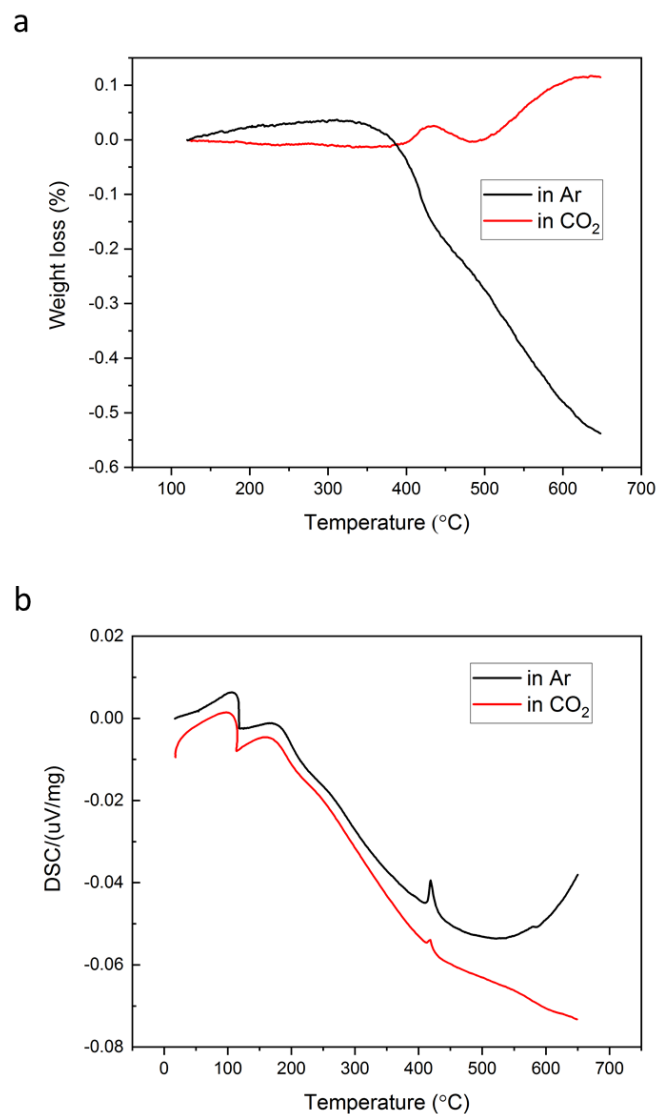 a
0.1
0.0
-0.1
-0.2
-0.3
-0.4
-0.5
-0.6
Weight loss (%)
in Ar
in CO₂
100 200 300 400 500 600 700
Temperature (°C)
b
0.02
0.00
-0.02
-0.04
-0.06
-0.08
DSC/(uV/mg)
in Ar
in CO₂
0 100 200 300 400 500 600 700
Temperature (°C)